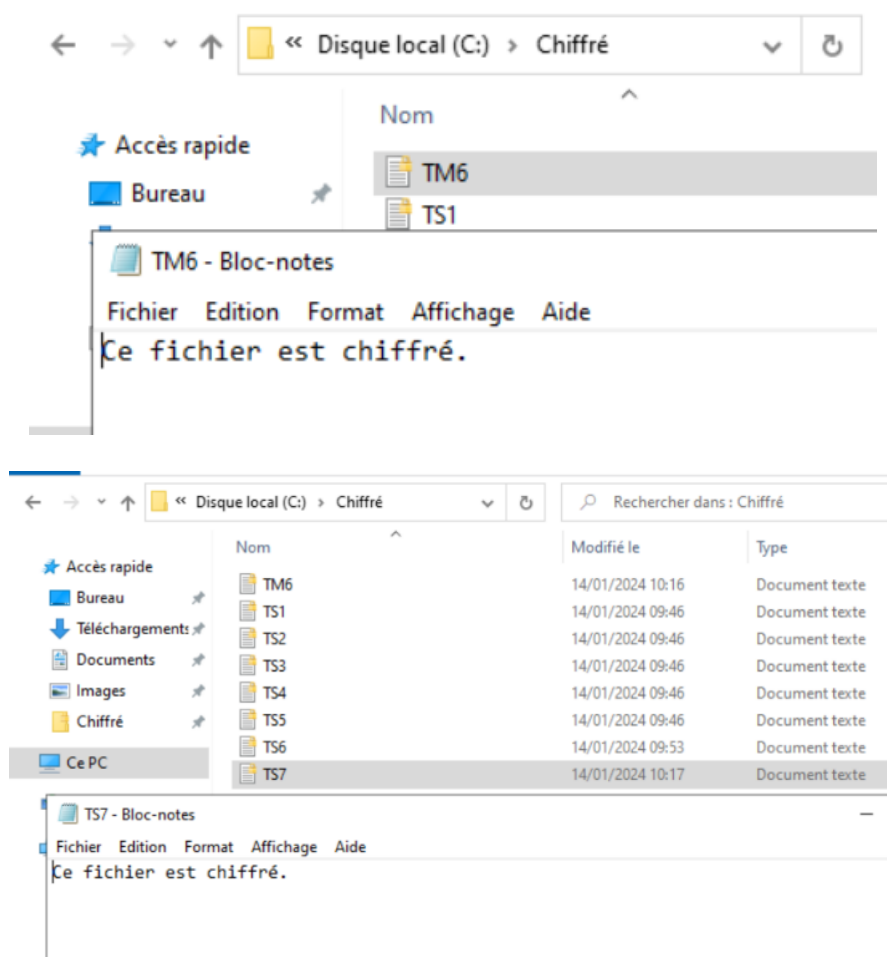 « Disque local (C:) › Chiffré
Nom
Accès rapide
TM6
Bureau
TS1
TM6 - Bloc-notes
Fichier Edition Format Affichage Aide
Ce fichier est chiffré.
« Disque local (C:) › Chiffré Rechercher dans : Chiffré
Nom Modifié le Type
Accès rapide
TM6 14/01/2024 10:16 Document texte
Bureau
TS1 14/01/2024 09:46 Document texte
Téléchargements
TS2 14/01/2024 09:46 Document texte
Documents
TS3 14/01/2024 09:46 Document texte
Images
TS4 14/01/2024 09:46 Document texte
Chiffré
TS5 14/01/2024 09:46 Document texte
TS6 14/01/2024 09:53 Document texte
Ce PC
TS7 14/01/2024 10:17 Document texte
TS7 - Bloc-notes
Fichier Edition Format Affichage Aide
Ce fichier est chiffré.